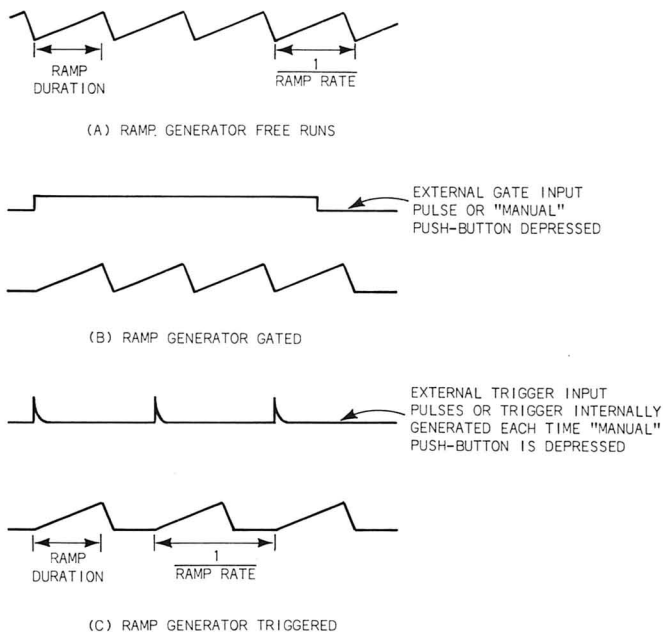 RAMP
DURATION
1
RAMP RATE
(A) RAMP. GENERATOR FREE RUNS
EXTERNAL GATE INPUT
PULSE OR "MANUAL"
PUSH-BUTTON DEPRESSED
(B) RAMP GENERATOR GATED
EXTERNAL TRIGGER INPUT
PULSES OR TRIGGER INTERNALLY
GENERATED EACH TIME "MANUAL"
PUSH-BUTTON IS DEPRESSED
RAMP
DURATION
1
RAMP RATE
(C) RAMP GENERATOR TRIGGERED